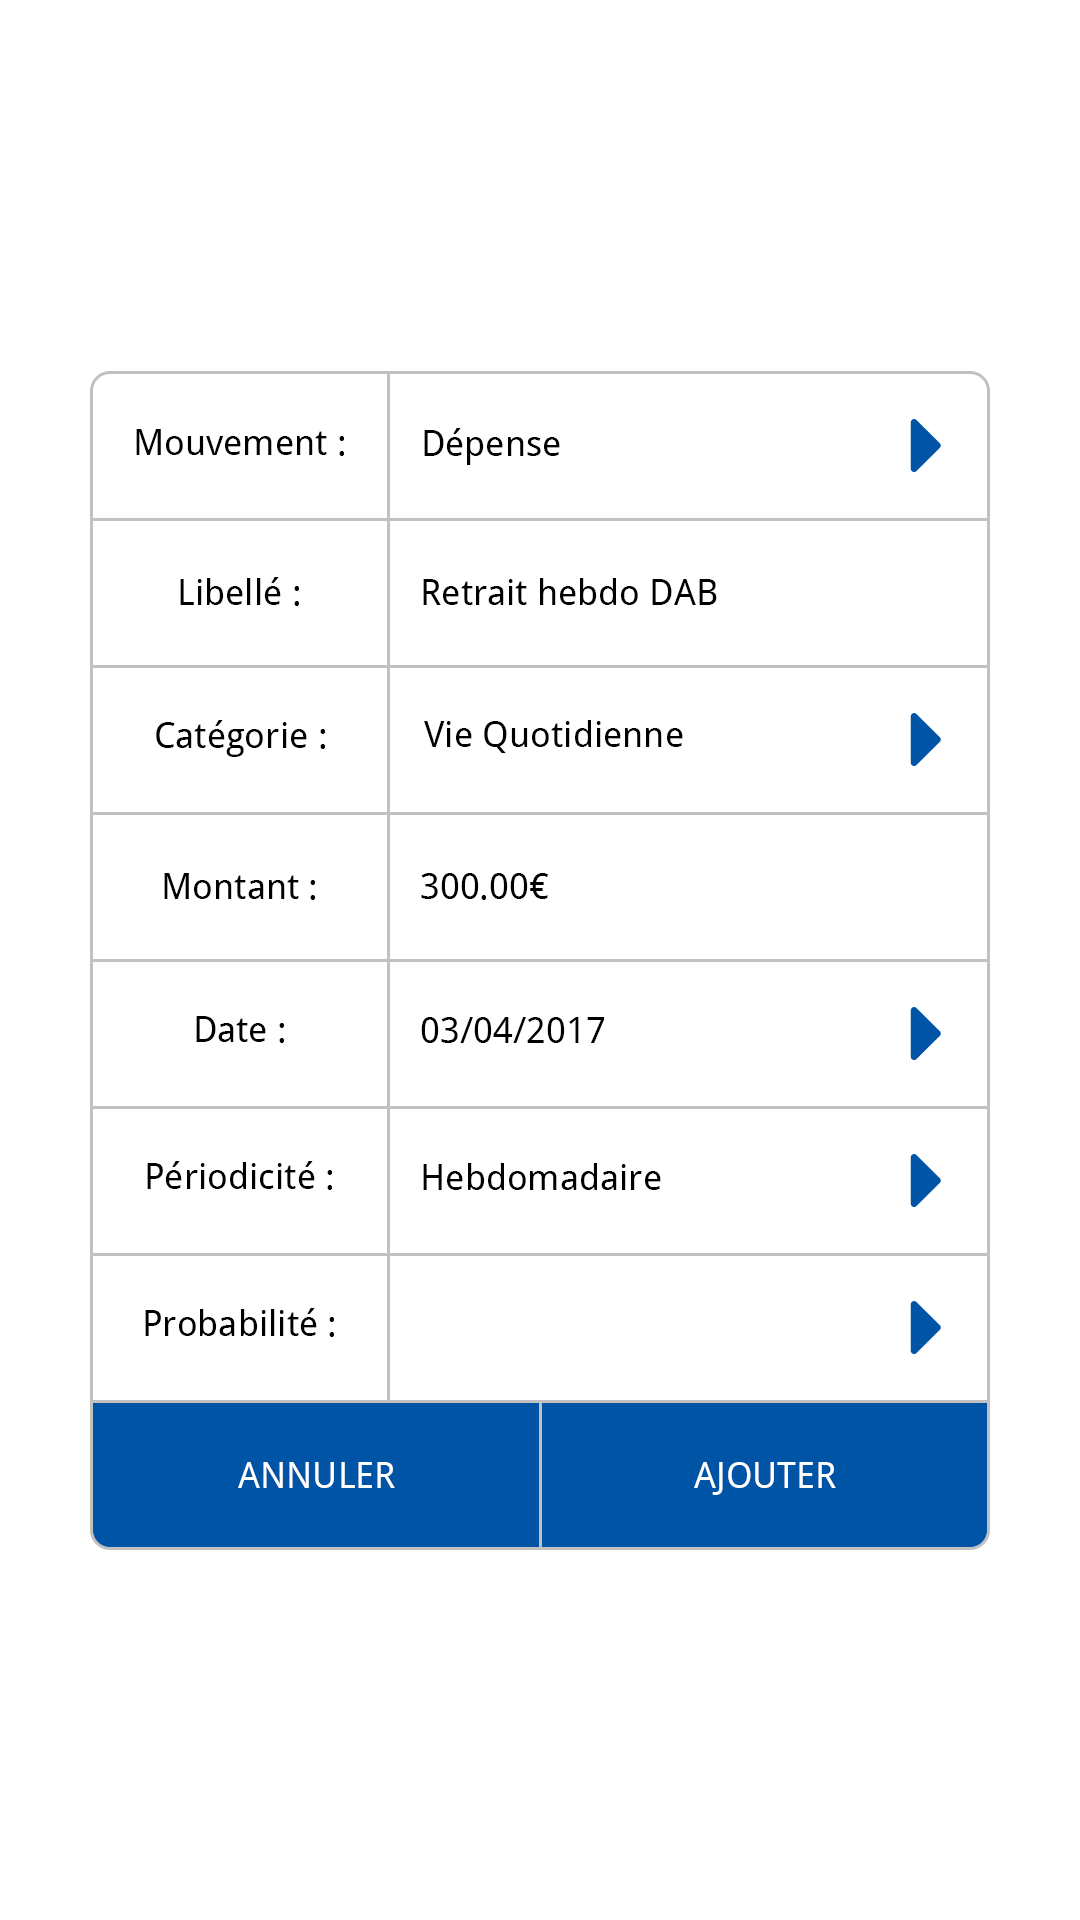 Mouvement : Dépense
Libellé : Retrait hebdo DAB
Catégorie : Vie Quotidienne
Montant : 300.00€
Date : 03/04/2017
Périodicité : Hebdomadaire
Probabilité :
ANNULER AJOUTER